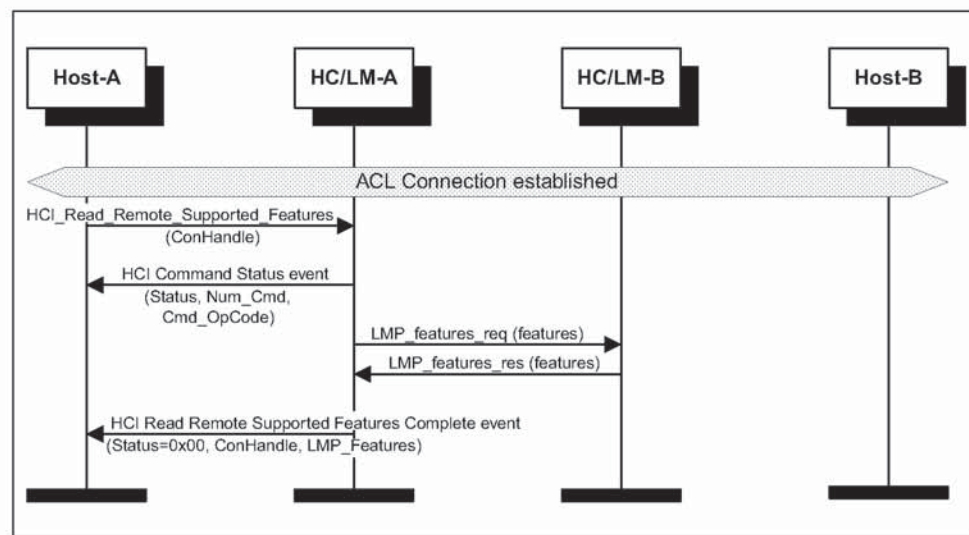 Host-A
HC/LM-A
HC/LM-B
Host-B
ACL Connection established
HCI_Read_Remote_Supported_Features
(ConHandle)
HCI Command Status event
(Status, Num_Cmd,
Cmd_OpCode)
LMP_features_req (features)
LMP_features_res (features)
HCI Read Remote Supported Features Complete event
(Status=0x00, ConHandle, LMP_Features)